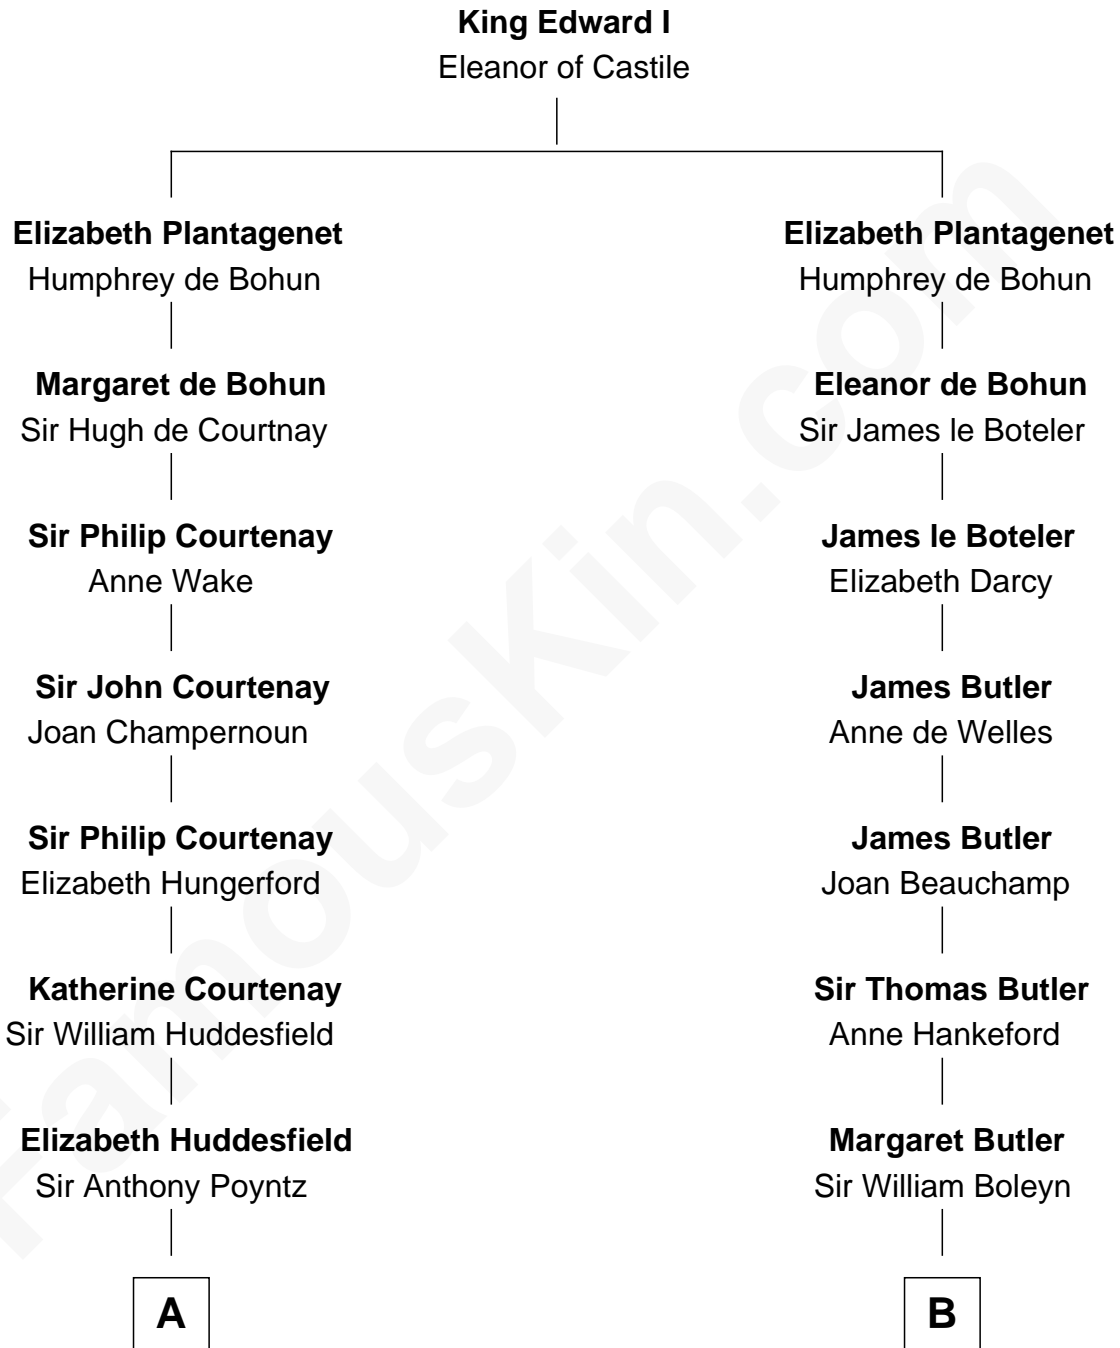 King Edward I
Eleanor of Castile
Elizabeth Plantagenet
Humphrey de Bohun
Margaret de Bohun
Sir Hugh de Courtnay
Sir Philip Courtenay
Anne Wake
Sir John Courtenay
Joan Champernoun
Sir Philip Courtenay
Elizabeth Hungerford
Katherine Courtenay
Sir William Huddesfield
Elizabeth Huddesfield
Sir Anthony Poyntz
A
Elizabeth Plantagenet
Humphrey de Bohun
Eleanor de Bohun
Sir James le Boteler
James le Boteler
Elizabeth Darcy
James Butler
Anne de Welles
James Butler
Joan Beauchamp
Sir Thomas Butler
Anne Hankeford
Margaret Butler
Sir William Boleyn
B
FamousKin.com